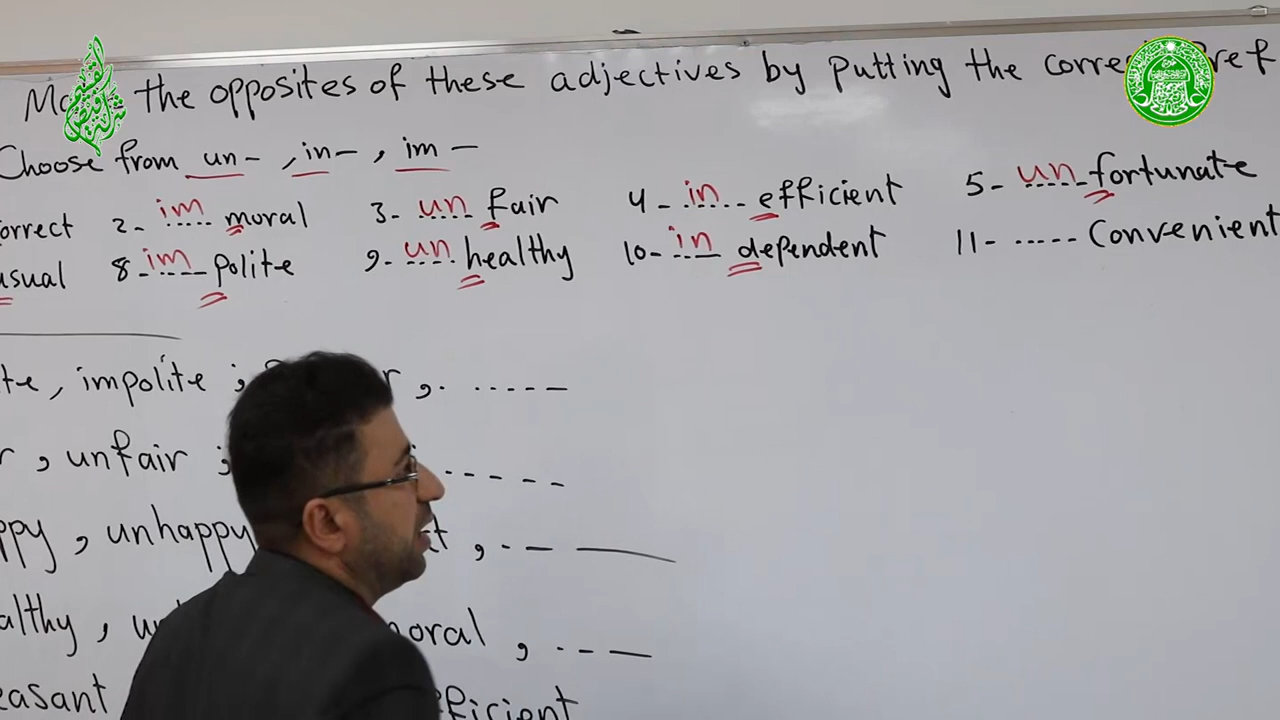 the opposites of these adjectives by putting the
Choose from un- , in- , im -
orrect 2- im moral 3- un fair 4- in efficient 5- un fortunate
usual 8- im polite 9- un healthy 10- in dependent 11- ..... Convenient
te, impolite ; r , . -----
r , unfair ; -----
ppy , unhappy t , ---
althy , u oral , ---
easant fficient